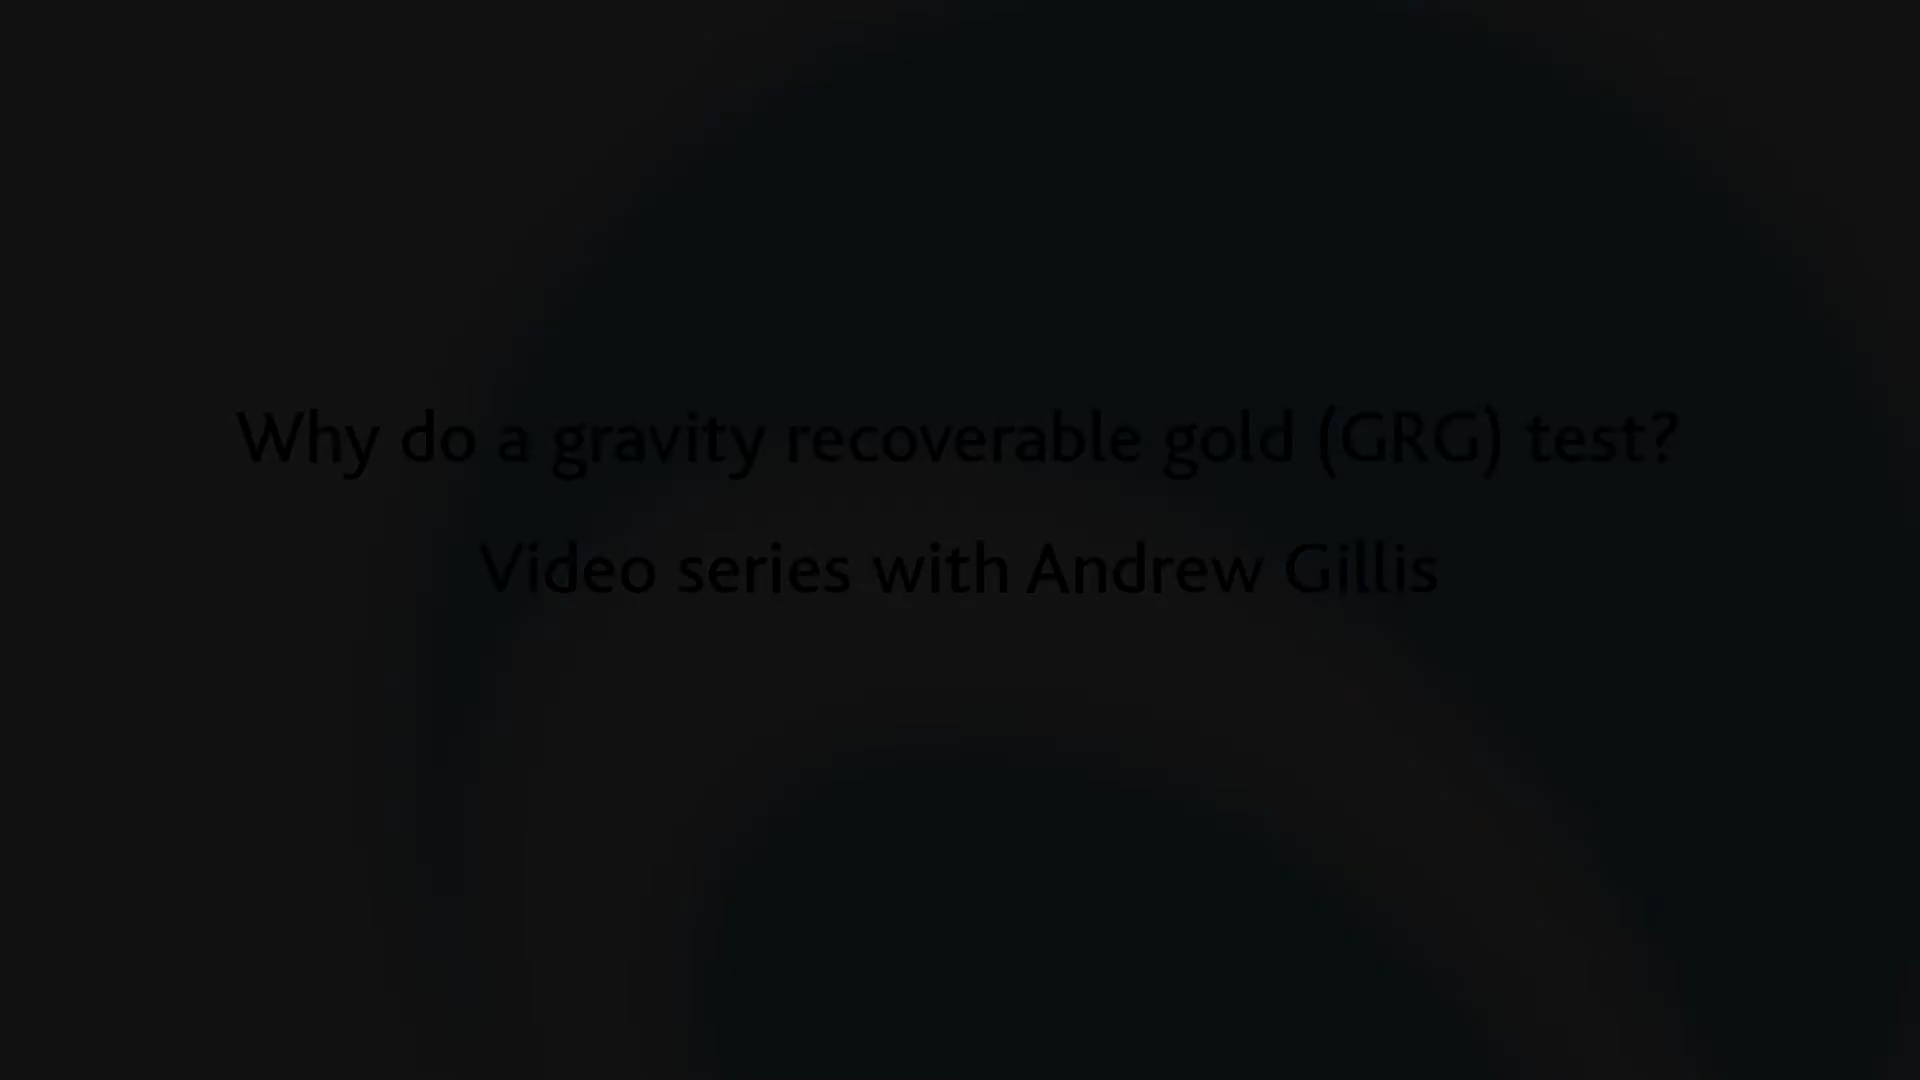 Why do a gravity recoverable gold (GRG) test?
Video series with Andrew Gillis